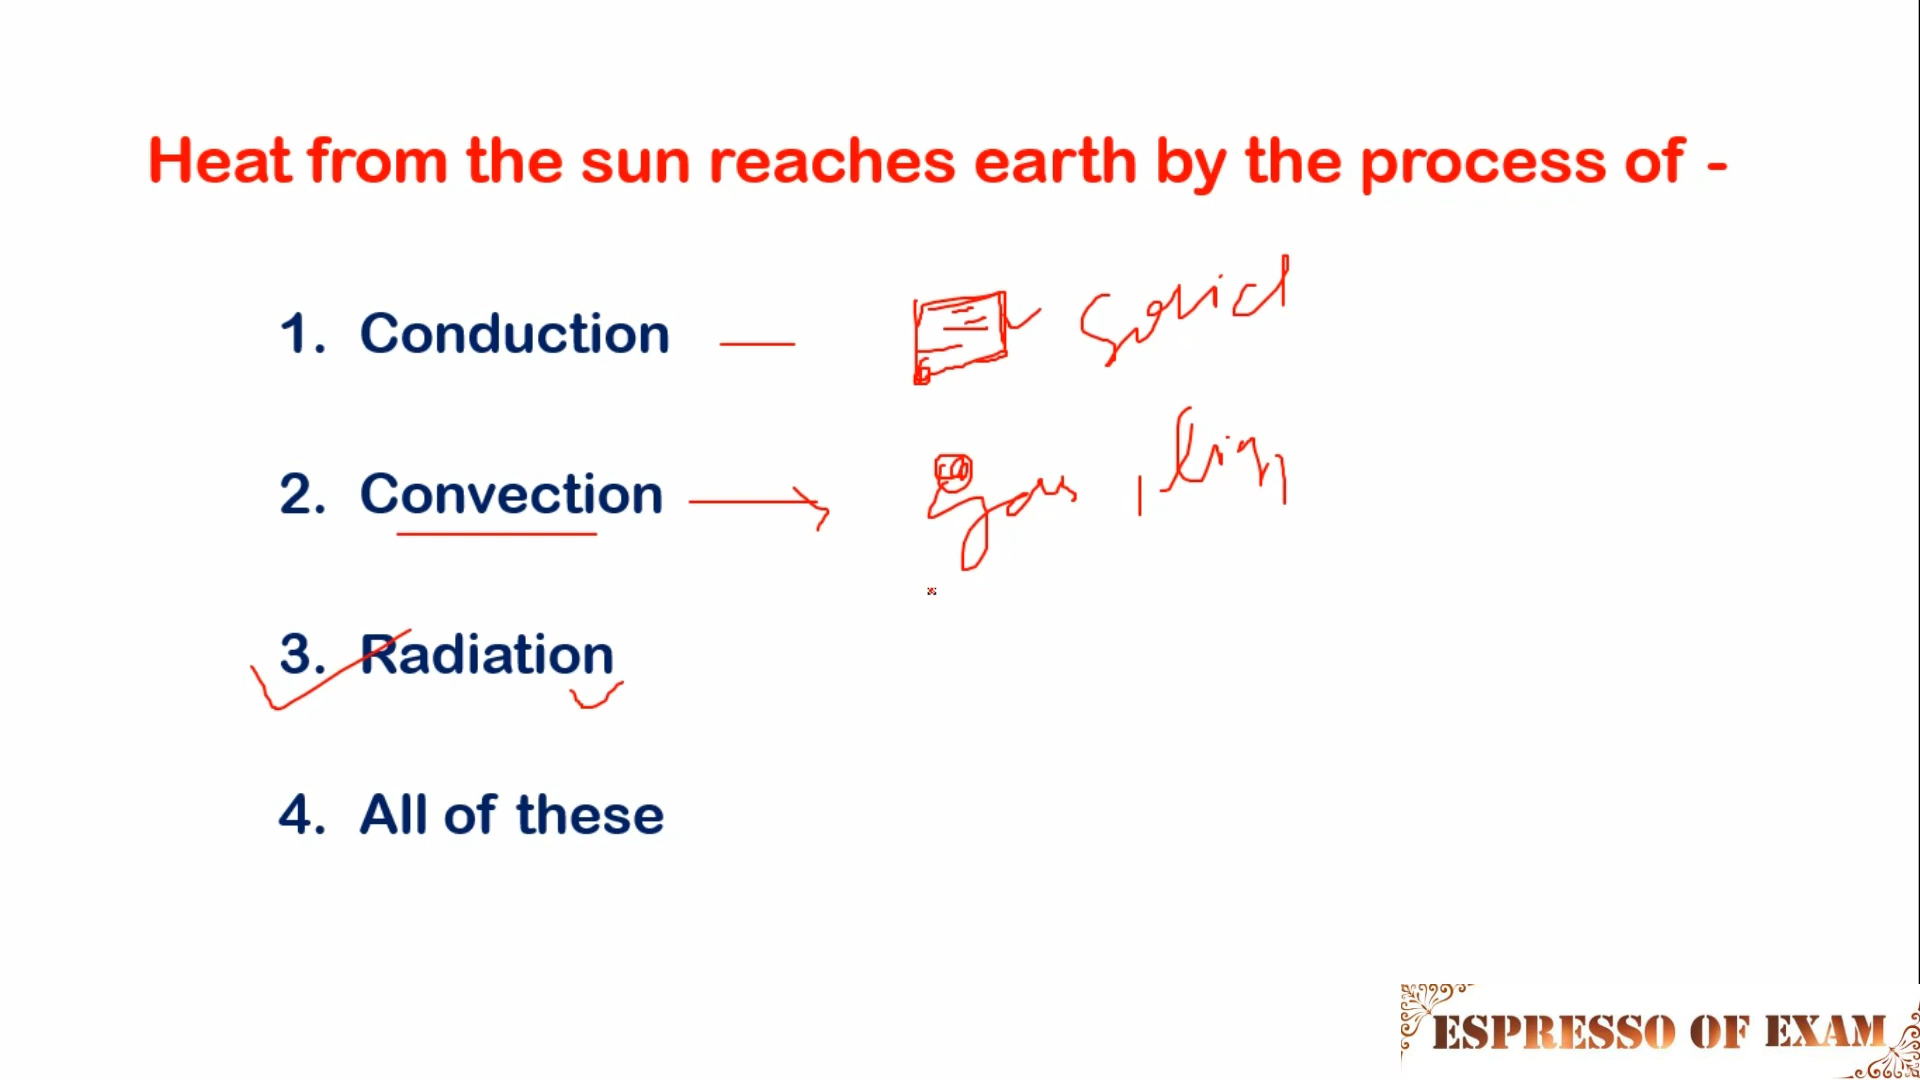 Heat from the sun reaches earth by the process of -
1. Conduction — Solid
2. Convection → gas, liq
3. Radiation
4. All of these
ESPRESSO OF EXAM